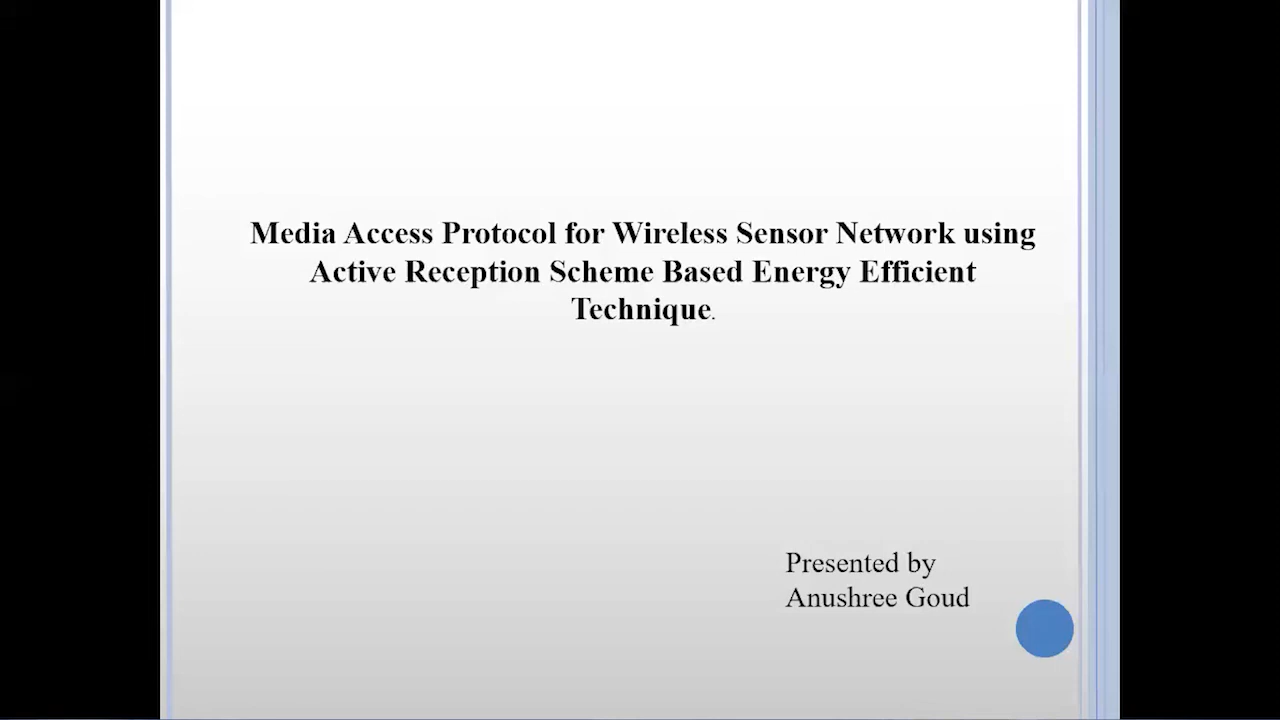 Media Access Protocol for Wireless Sensor Network using
Active Reception Scheme Based Energy Efficient
Technique.
Presented by
Anushree Goud